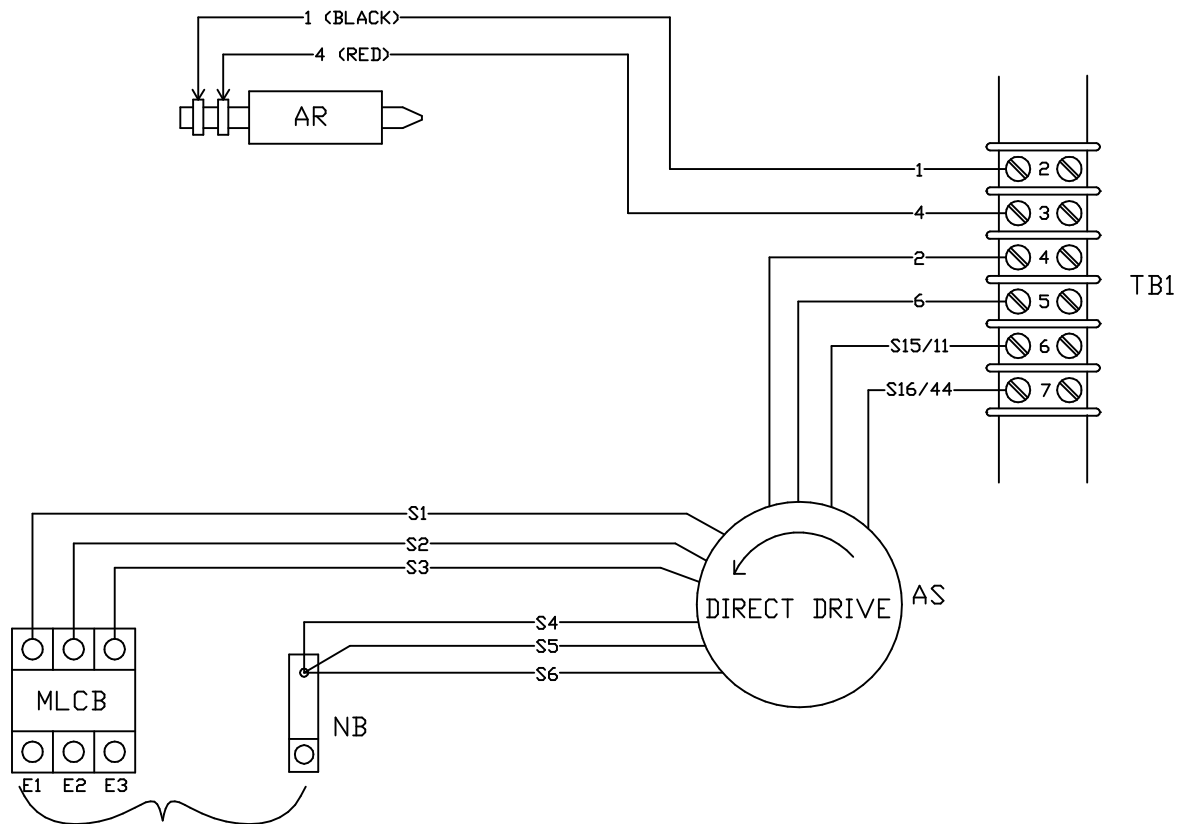 1 (BLACK)
4 (RED)
AR
1
2
4
3
2
4
TB1
6
5
S15/11
6
S16/44
7
S1
S2
S3
AS
DIRECT DRIVE
S4
S5
S6
MLCB
NB
E1 E2 E3